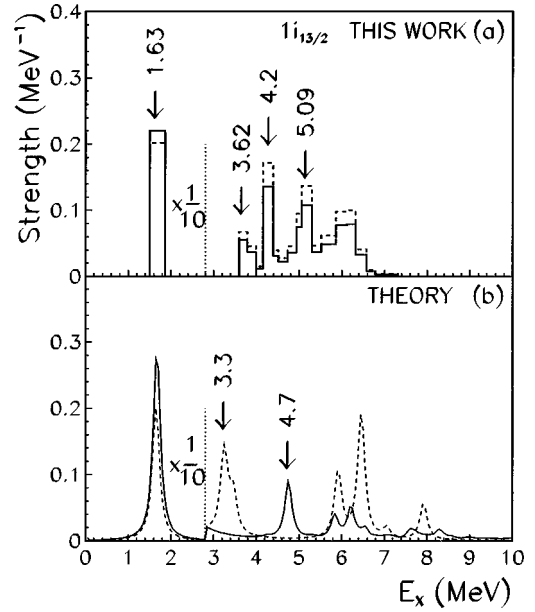 1i13/2 THIS WORK (a)
Strength (MeV⁻¹)
0.4
0.3
0.2
0.1
0
1.63
3.62
4.2
5.09
x 1/10
THEORY (b)
0.3
0.2
0.1
0
3.3
4.7
x 1/10
0 1 2 3 4 5 6 7 8 9 10
Ex (MeV)